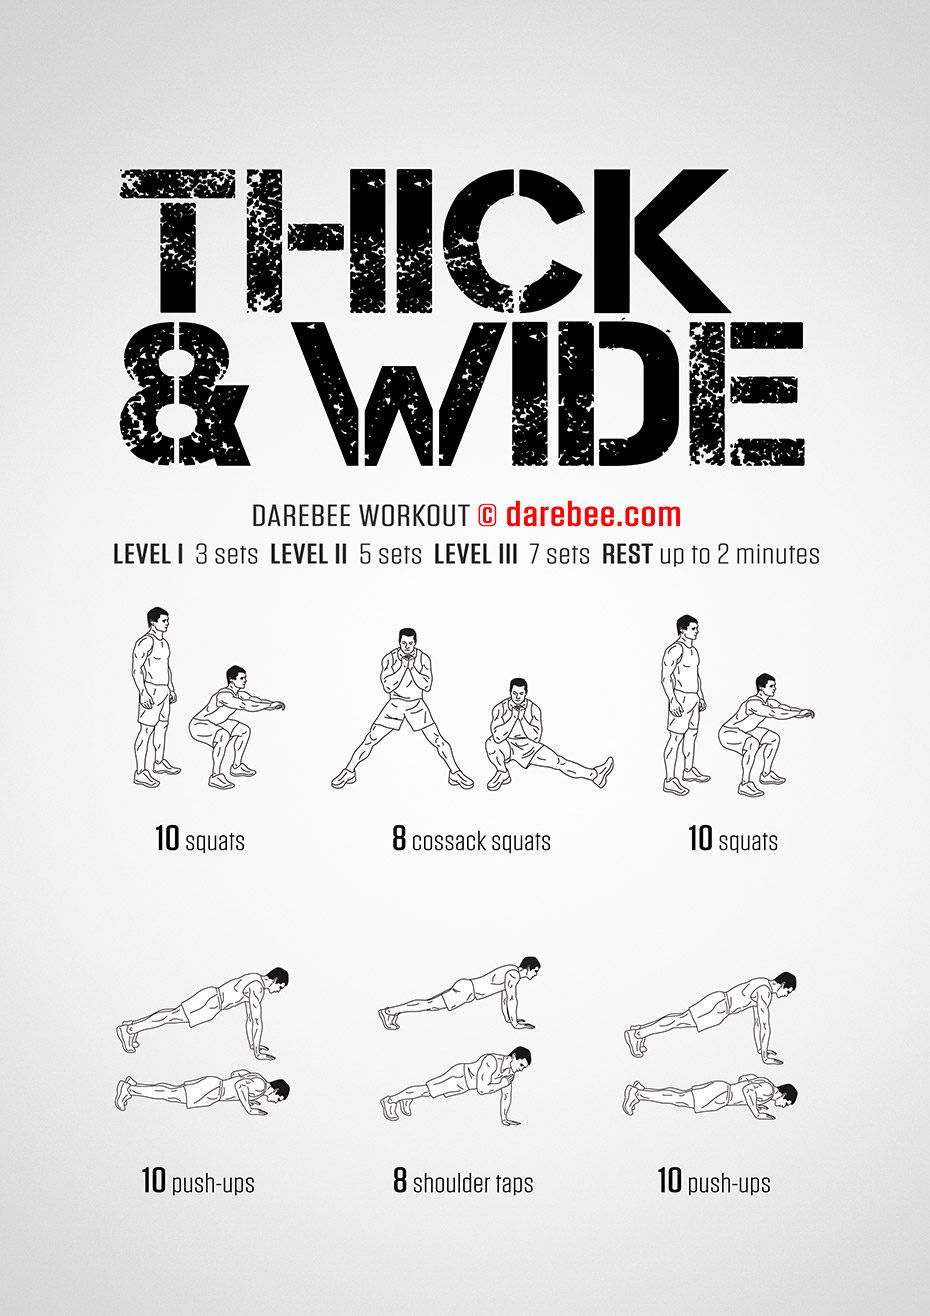 THICK
& WIDE
DAREBEE WORKOUT © darebee.com
LEVEL I 3 sets LEVEL II 5 sets LEVEL III 7 sets REST up to 2 minutes
10 squats
8 cossack squats
10 squats
10 push-ups
8 shoulder taps
10 push-ups